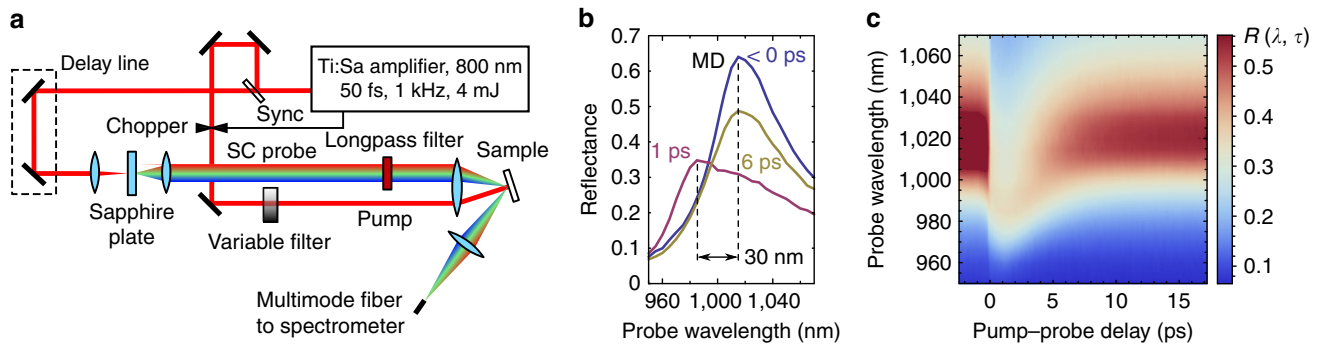 a
Delay line
Ti:Sa amplifier, 800 nm
50 fs, 1 kHz, 4 mJ
Sync
Chopper
Longpass filter
SC probe
Sample
Sapphire
plate
Pump
Variable filter
Multimode fiber
to spectrometer
b
0.7
0.6
0.5
0.4
0.3
0.2
0.1
0
Reflectance
MD
< 0 ps
1 ps
6 ps
30 nm
960
1,000
1,040
Probe wavelength (nm)
c
1,060
1,040
1,020
1,000
980
960
Probe wavelength (nm)
0
5
10
15
Pump–probe delay (ps)
R (λ, τ)
0.5
0.4
0.3
0.2
0.1